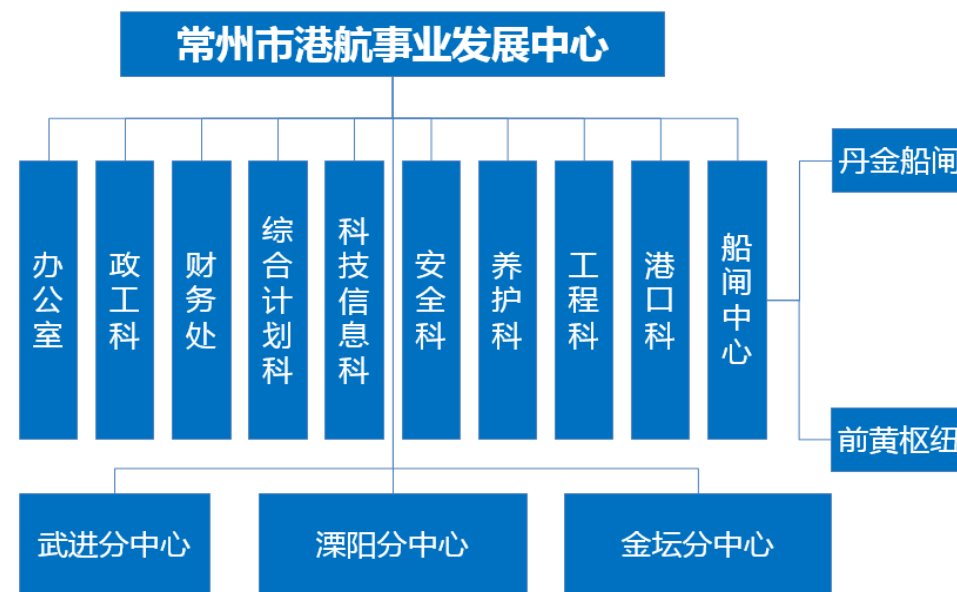 常州市港航事业发展中心
丹金船闸
办公室
政工科
财务处
综合计划科
科技信息科
安全科
养护科
工程科
港口科
船闸中心
前黄枢纽
武进分中心
溧阳分中心
金坛分中心